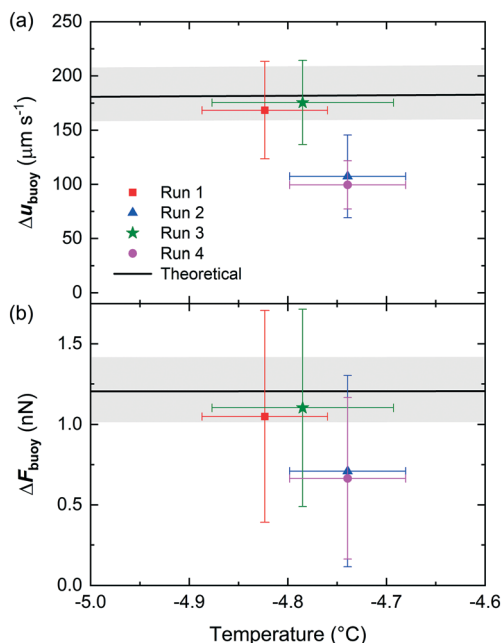 (a)
250
200
150
100
50
0
Δu_buoy (μm s⁻¹)
Run 1
Run 2
Run 3
Run 4
Theoretical
(b)
1.5
1.0
0.5
0.0
ΔF_buoy (nN)
-5.0 -4.9 -4.8 -4.7 -4.6
Temperature (°C)